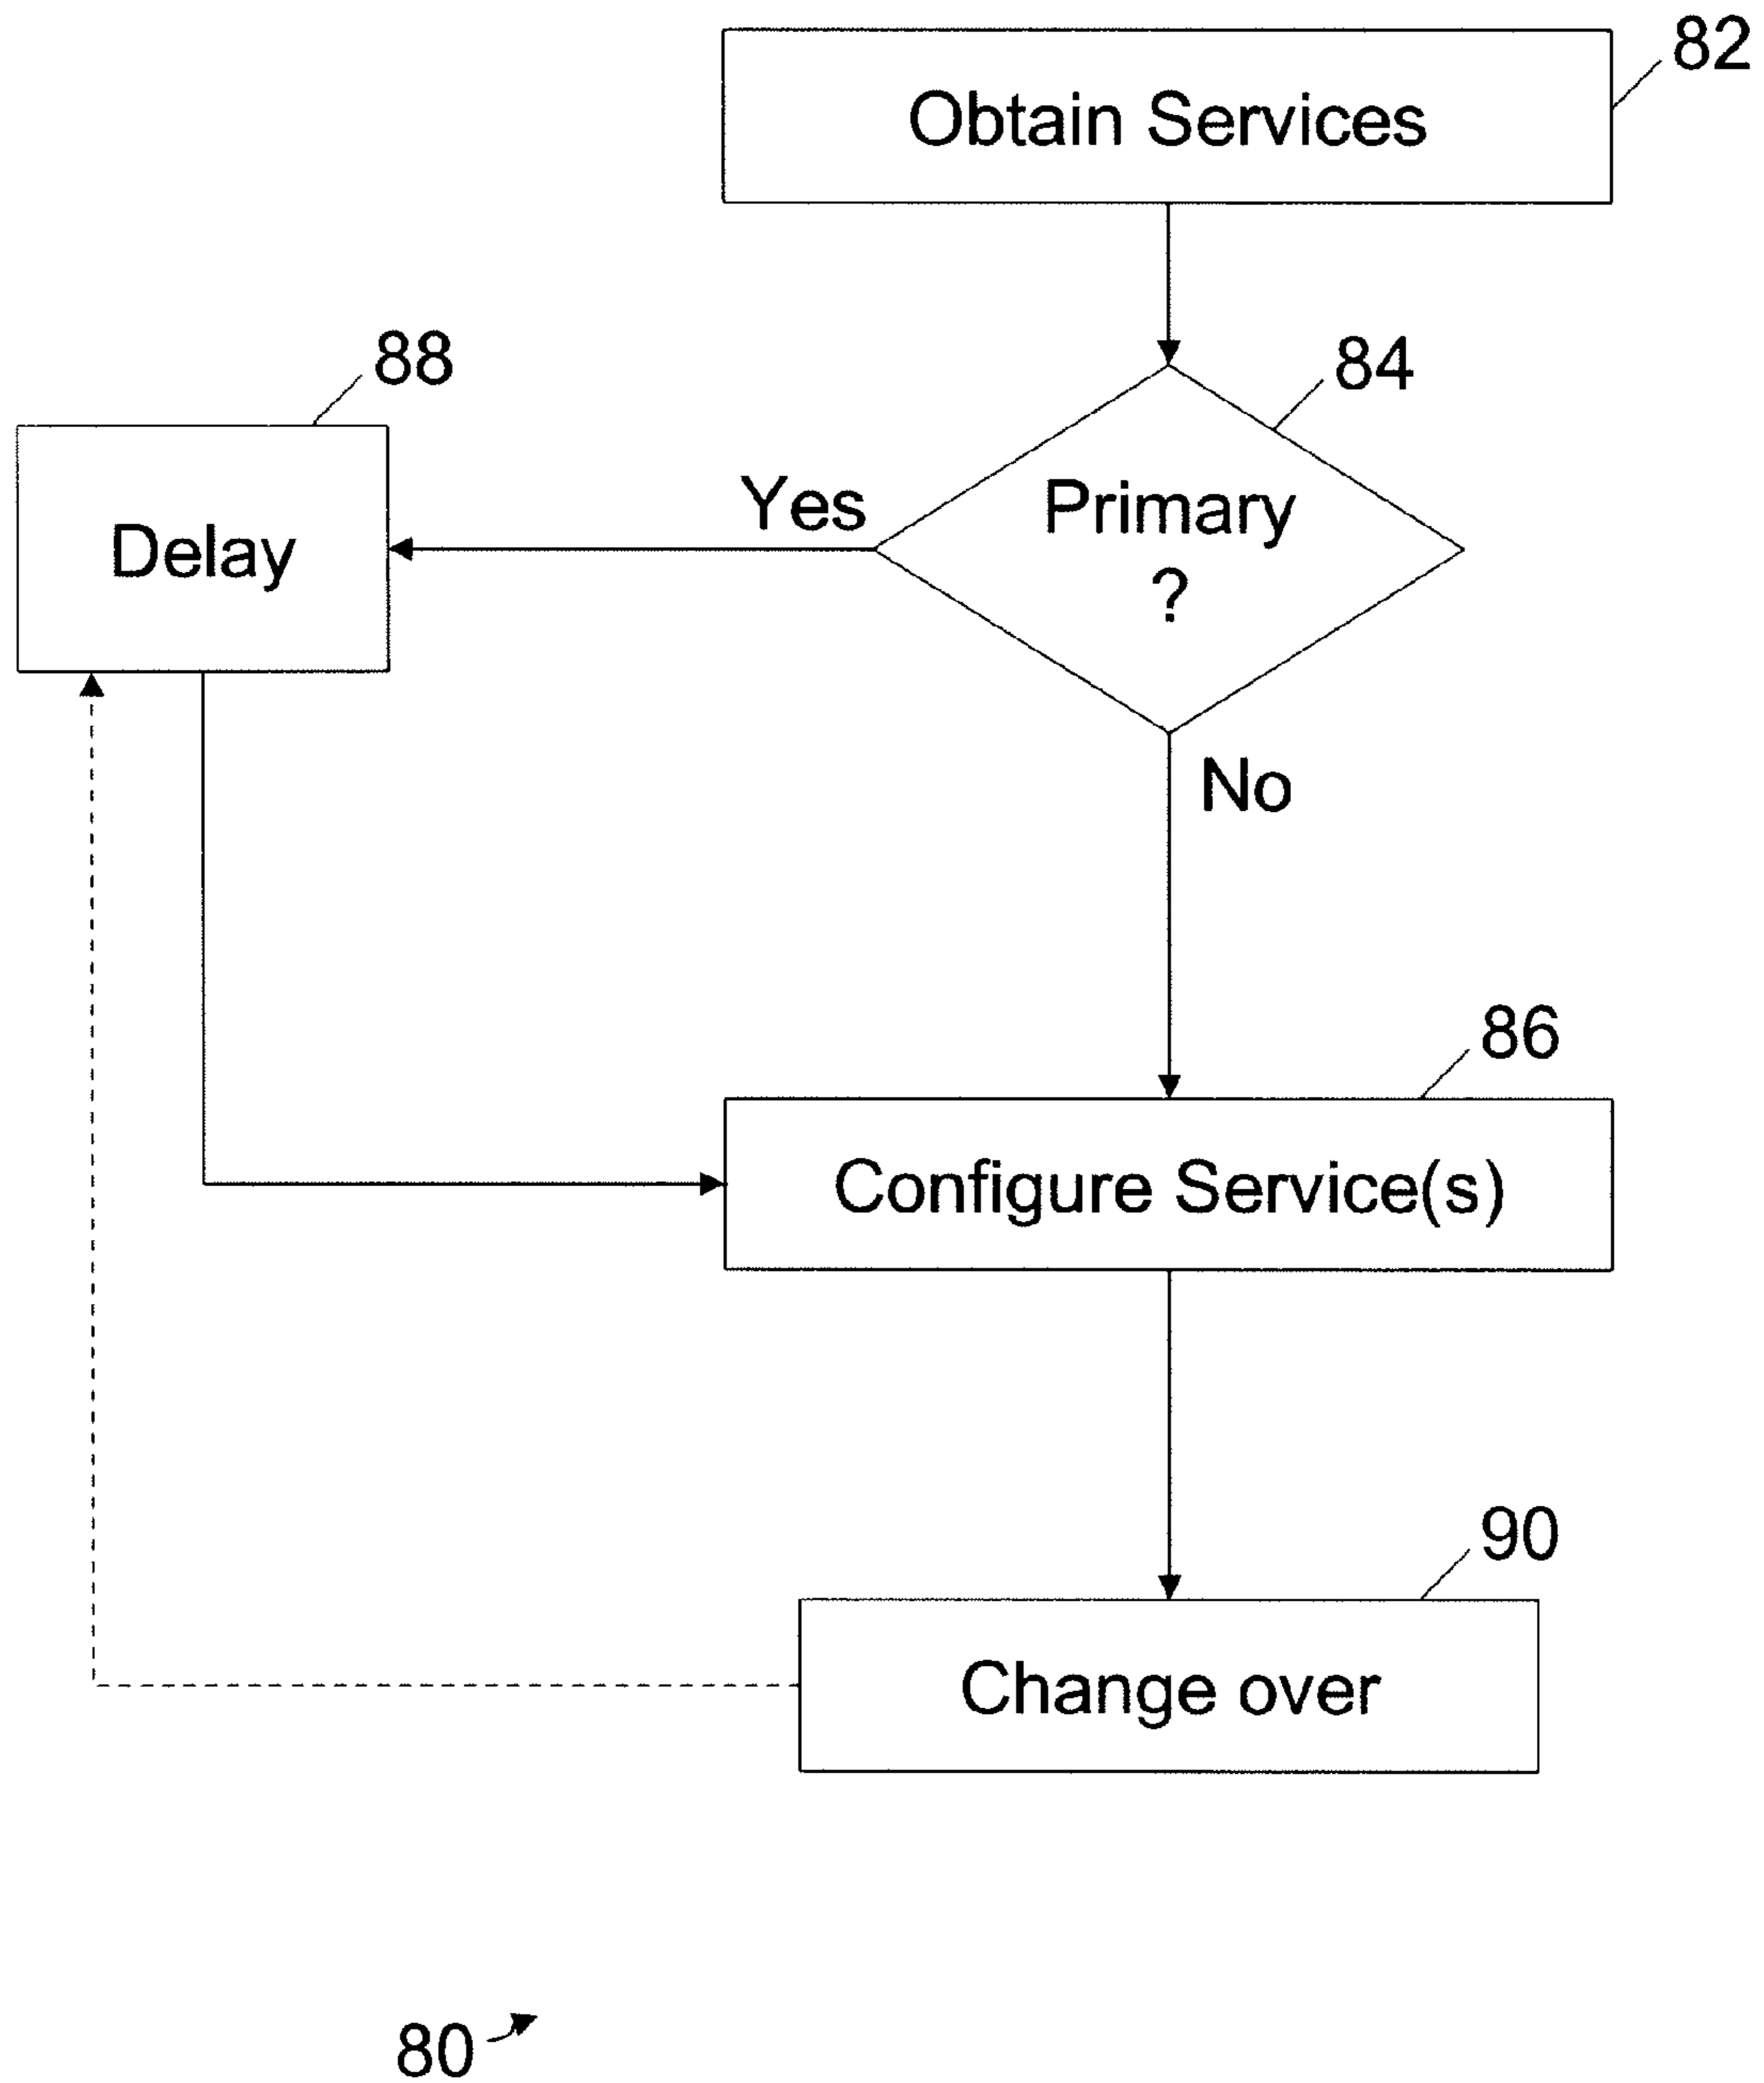 82
Obtain Services
88
84
Yes
Primary
?
Delay
No
86
Configure Service(s)
90
Change over
80